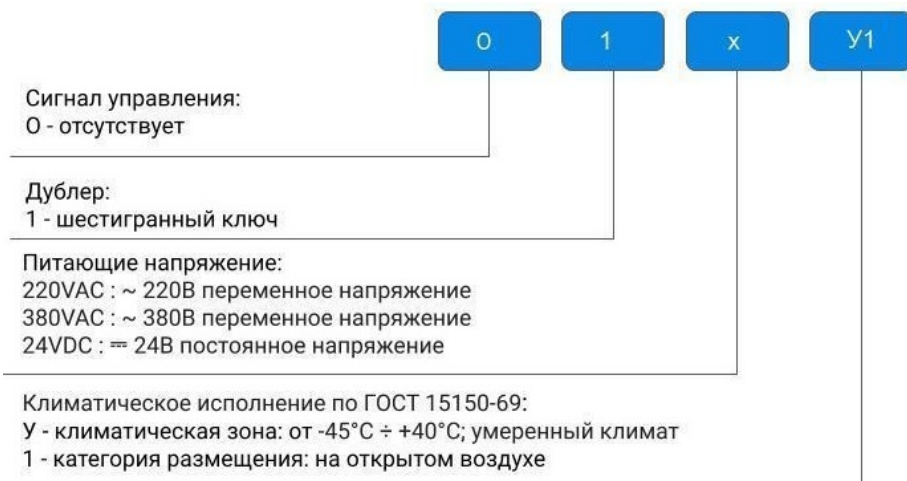 0 1 x У1
Сигнал управления:
0 - отсутствует
Дублер:
1 - шестигранный ключ
Питающие напряжение:
220VAC : ~ 220В переменное напряжение
380VAC : ~ 380В переменное напряжение
24VDC : ⎓ 24В постоянное напряжение
Климатическое исполнение по ГОСТ 15150-69:
У - климатическая зона: от -45°C ÷ +40°C; умеренный климат
1 - категория размещения: на открытом воздухе